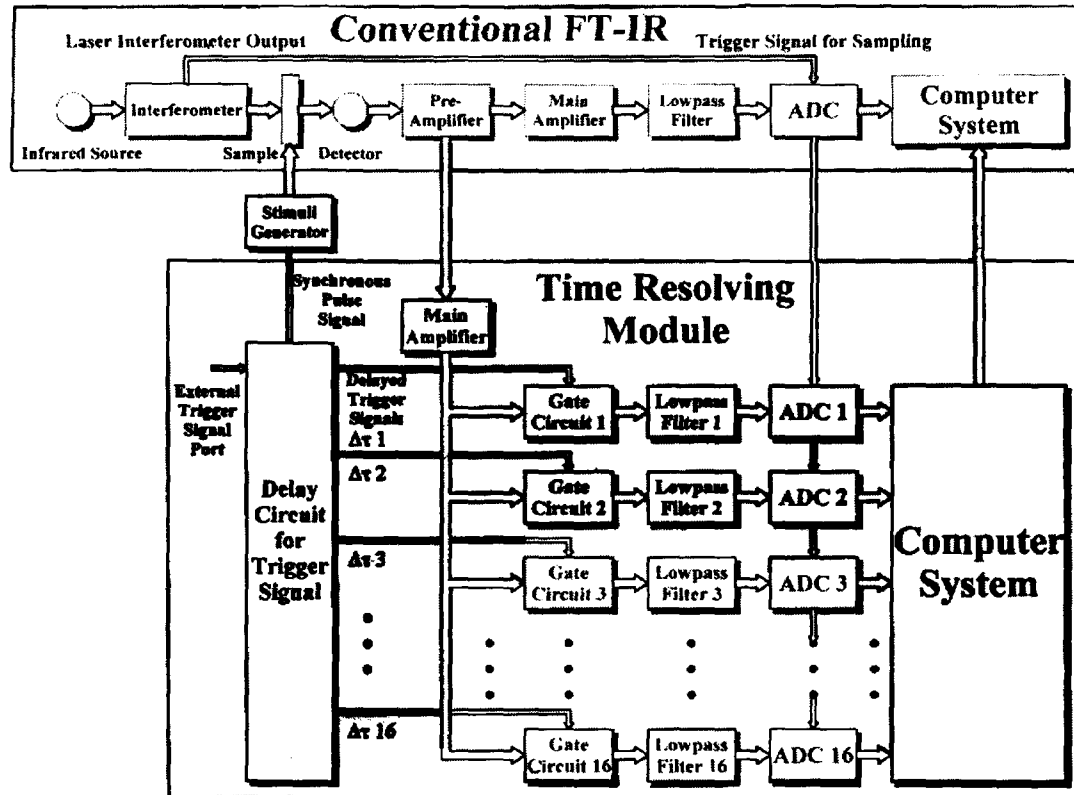 Conventional FT-IR
Laser Interferometer Output
Trigger Signal for Sampling
Interferometer
Pre-
Amplifier
Main
Amplifier
Lowpass
Filter
ADC
Computer
System
Infrared Source
Sample
Detector
Stimuli
Generator
Synchronous
Pulse
Signal
Time Resolving
Module
Main
Amplifier
External
Trigger
Signal
Port
Delay
Circuit
for
Trigger
Signal
Delayed
Trigger
Signals
Δτ 1
Gate
Circuit 1
Lowpass
Filter 1
ADC 1
Δτ 2
Gate
Circuit 2
Lowpass
Filter 2
ADC 2
Δτ 3
Gate
Circuit 3
Lowpass
Filter 3
ADC 3
Computer
System
Δτ 16
Gate
Circuit 16
Lowpass
Filter 16
ADC 16